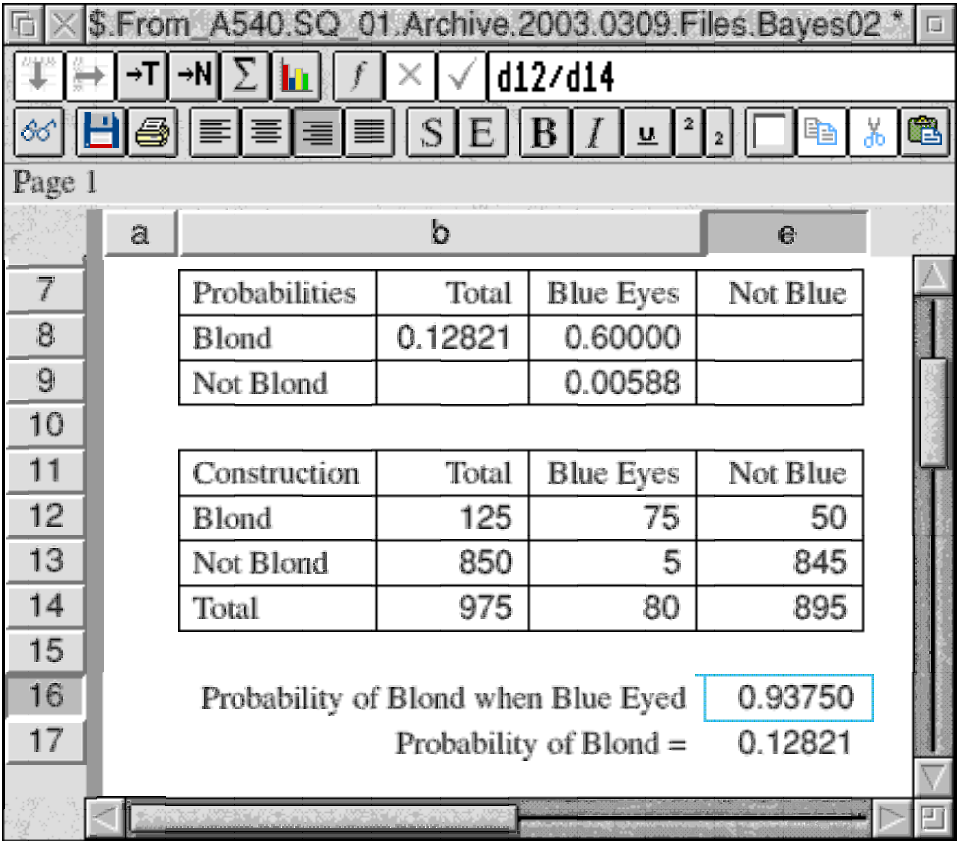 $.From_A540.SQ_01.Archive.2003.0309.Files.Bayes02 *
→T →N Σ f × ✓ d12/d14
S E B I u 2 2
Page 1
a b e
7 Probabilities Total Blue Eyes Not Blue
8 Blond 0.12821 0.60000
9 Not Blond 0.00588
10
11 Construction Total Blue Eyes Not Blue
12 Blond 125 75 50
13 Not Blond 850 5 845
14 Total 975 80 895
15
16 Probability of Blond when Blue Eyed 0.93750
17 Probability of Blond = 0.12821